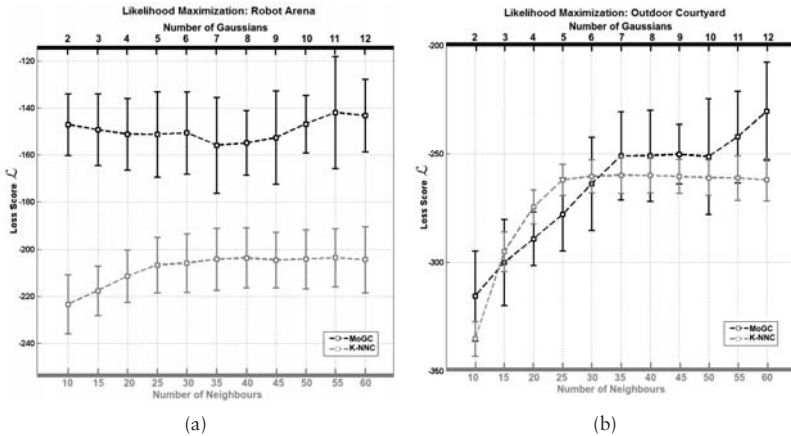 Likelihood Maximization: Robot Arena
Number of Gaussians
2 3 4 5 6 7 8 9 10 11 12
-120
-140
-160
-180
-200
-220
-240
Loss Score ℒ
MoGC
K-NNC
10 15 20 25 30 35 40 45 50 55 60
Number of Neighbours
(a)
Likelihood Maximization: Outdoor Courtyard
Number of Gaussians
2 3 4 5 6 7 8 9 10 11 12
-200
-250
-300
-350
Loss Score ℒ
MoGC
K-NNC
10 15 20 25 30 35 40 45 50 55 60
Number of Neighbours
(b)